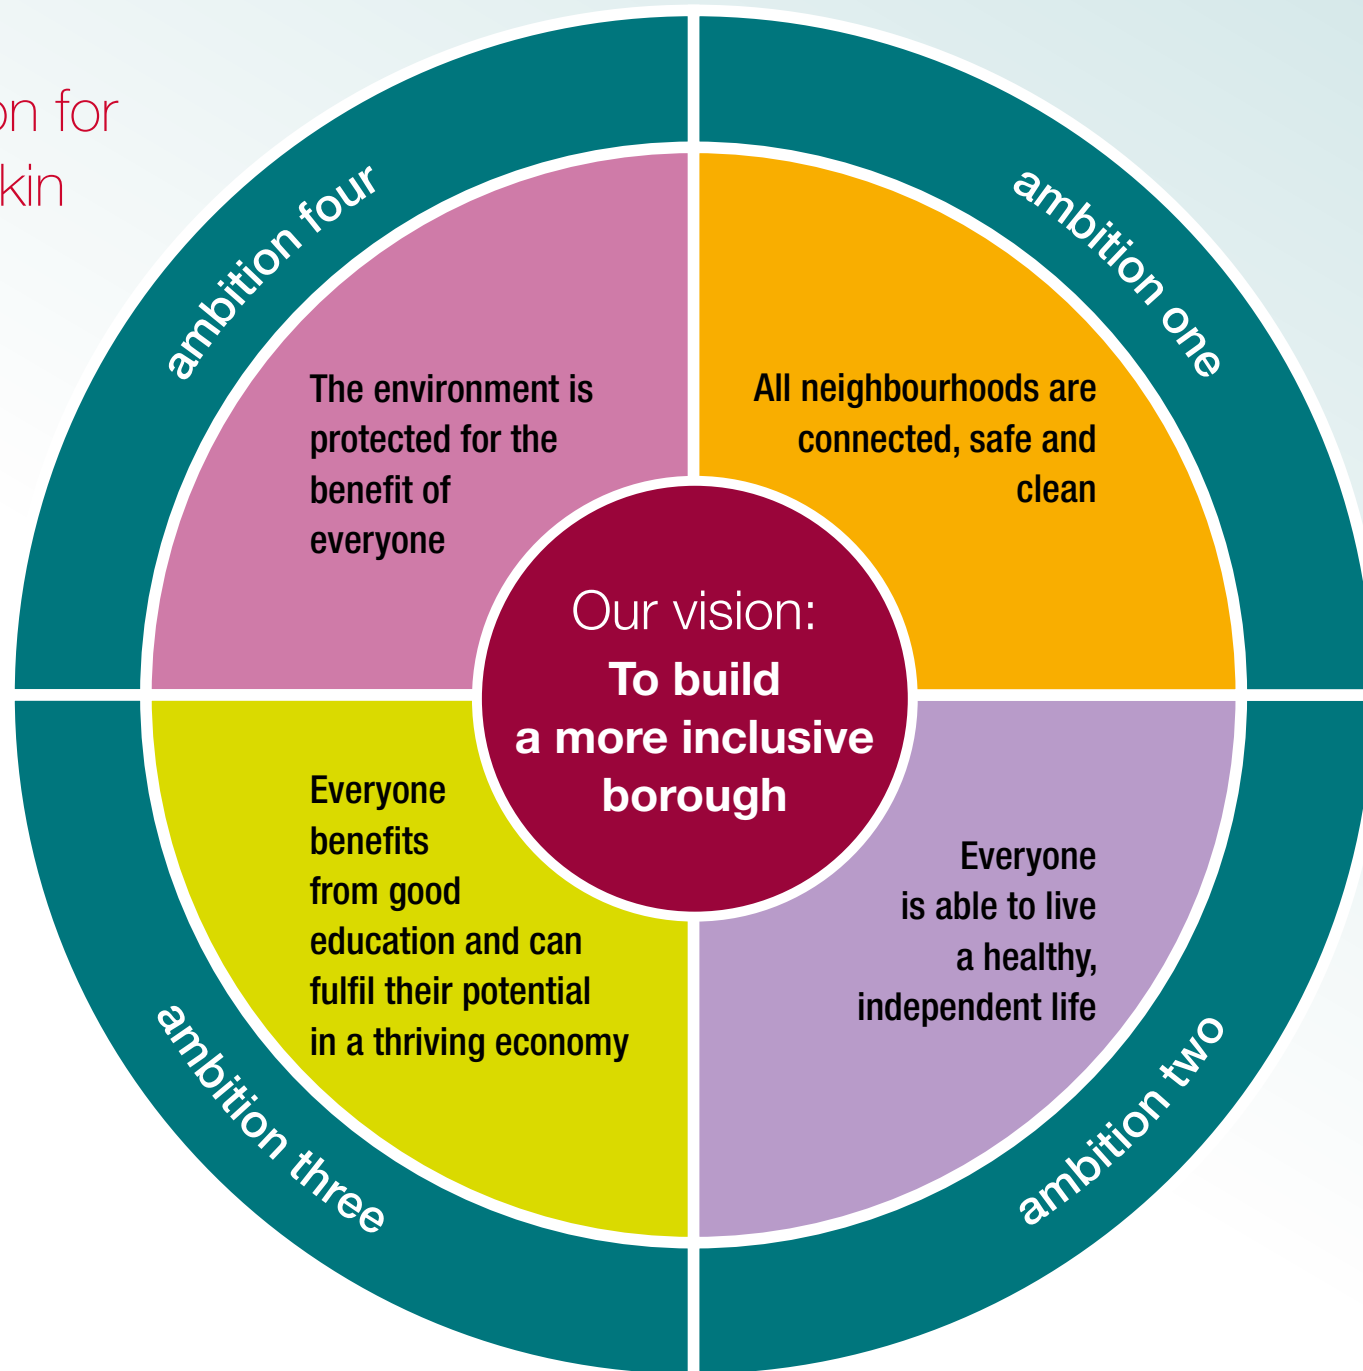 on for
kin
ambition four
The environment is
protected for the
benefit of
everyone
ambition one
All neighbourhoods are
connected, safe and
clean
Our vision:
To build
a more inclusive
borough
Everyone
benefits
from good
education and can
fulfil their potential
in a thriving economy
ambition three
Everyone
is able to live
a healthy,
independent life
ambition two